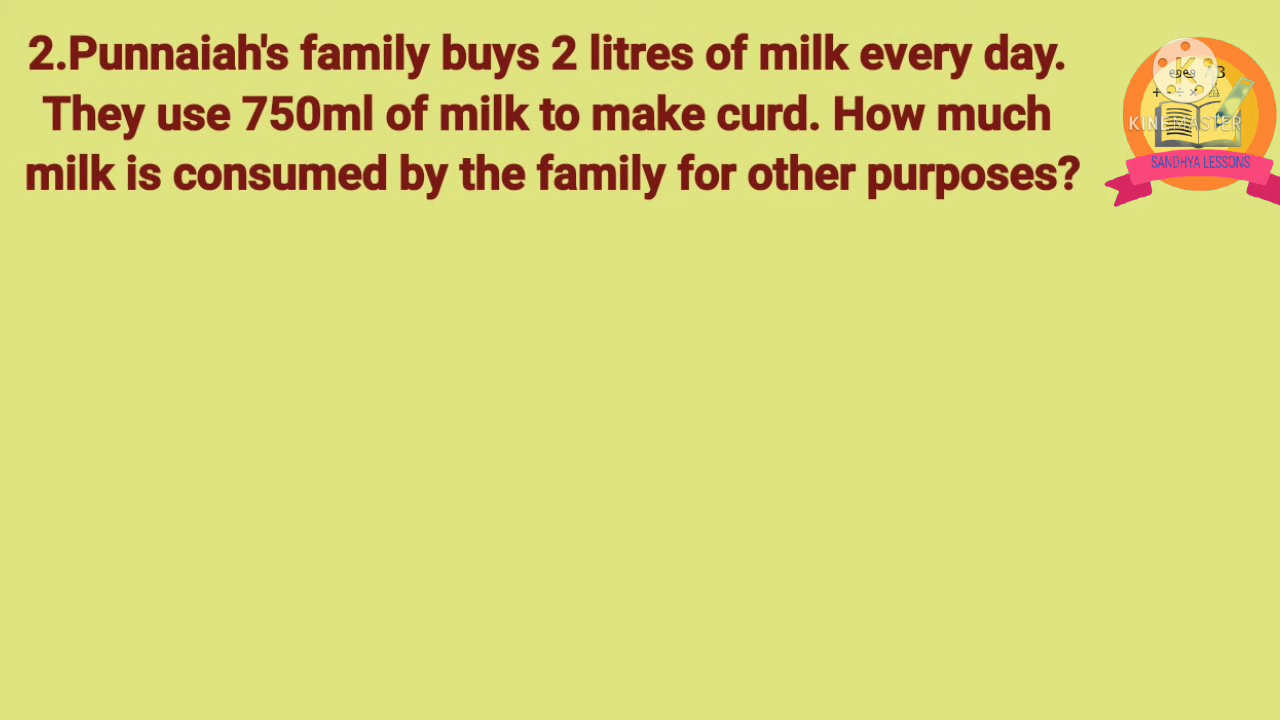 2.Punnaiah's family buys 2 litres of milk every day.
They use 750ml of milk to make curd. How much
milk is consumed by the family for other purposes?
KINEMASTER
SANDHYA LESSONS